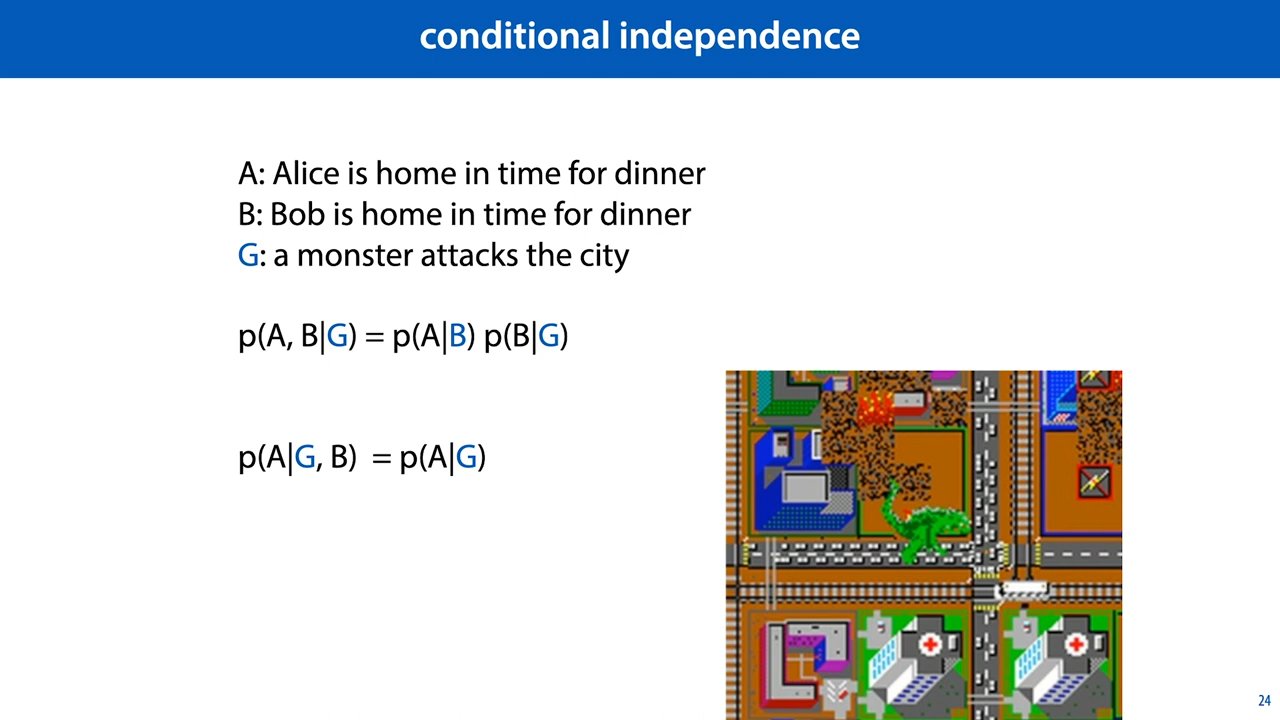 conditional independence
A: Alice is home in time for dinner
B: Bob is home in time for dinner
G: a monster attacks the city
p(A, B|G) = p(A|B) p(B|G)
p(A|G, B) = p(A|G)
24